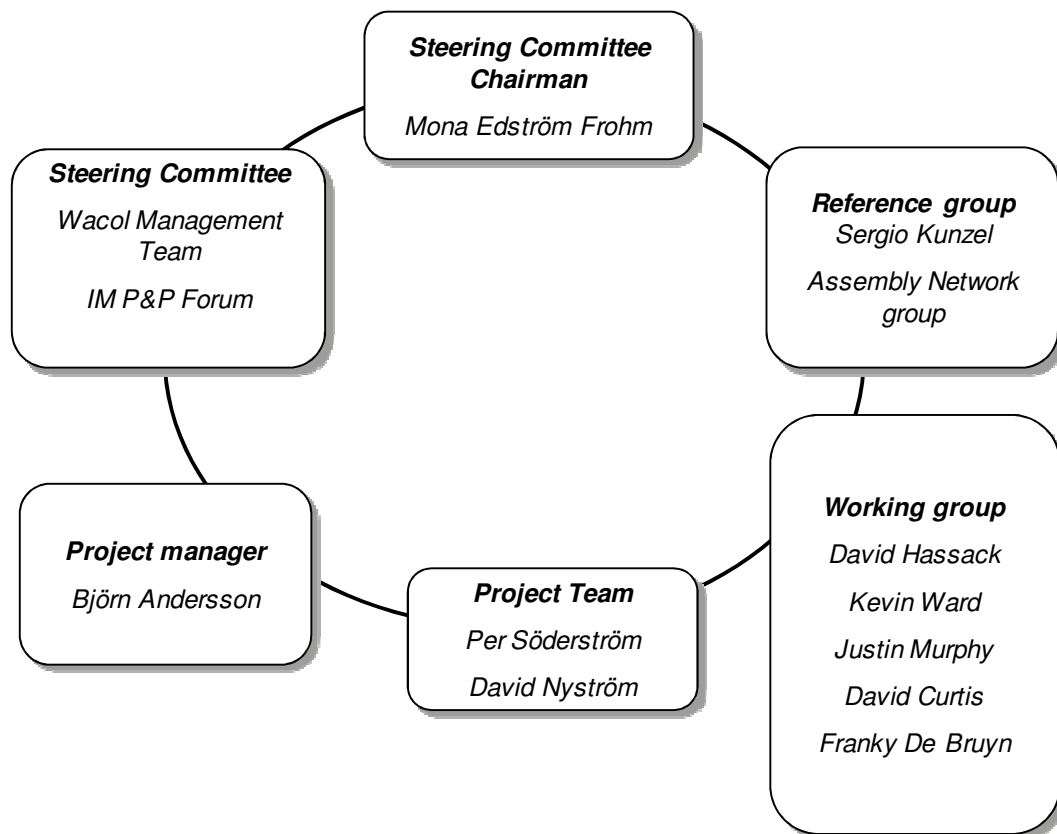 Steering Committee
Chairman
Mona Edström Frohm
Steering Committee
Wacol Management
Team
IM P&P Forum
Reference group
Sergio Kunzel
Assembly Network
group
Project manager
Björn Andersson
Project Team
Per Söderström
David Nyström
Working group
David Hassack
Kevin Ward
Justin Murphy
David Curtis
Franky De Bruyn